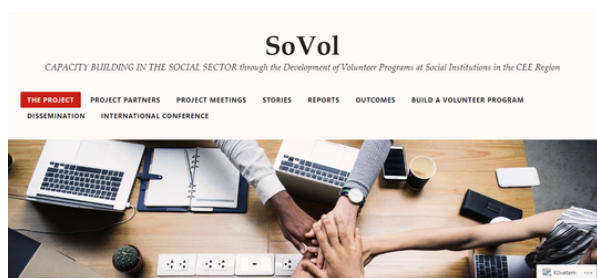 SoVol
CAPACITY BUILDING IN THE SOCIAL SECTOR through the Development of Volunteer Programs at Social Institutions in the CEE Region
THE PROJECT PROJECT PARTNERS PROJECT MEETINGS STORIES REPORTS OUTCOMES BUILD A VOLUNTEER PROGRAM
DISSEMINATION INTERNATIONAL CONFERENCE
Követem